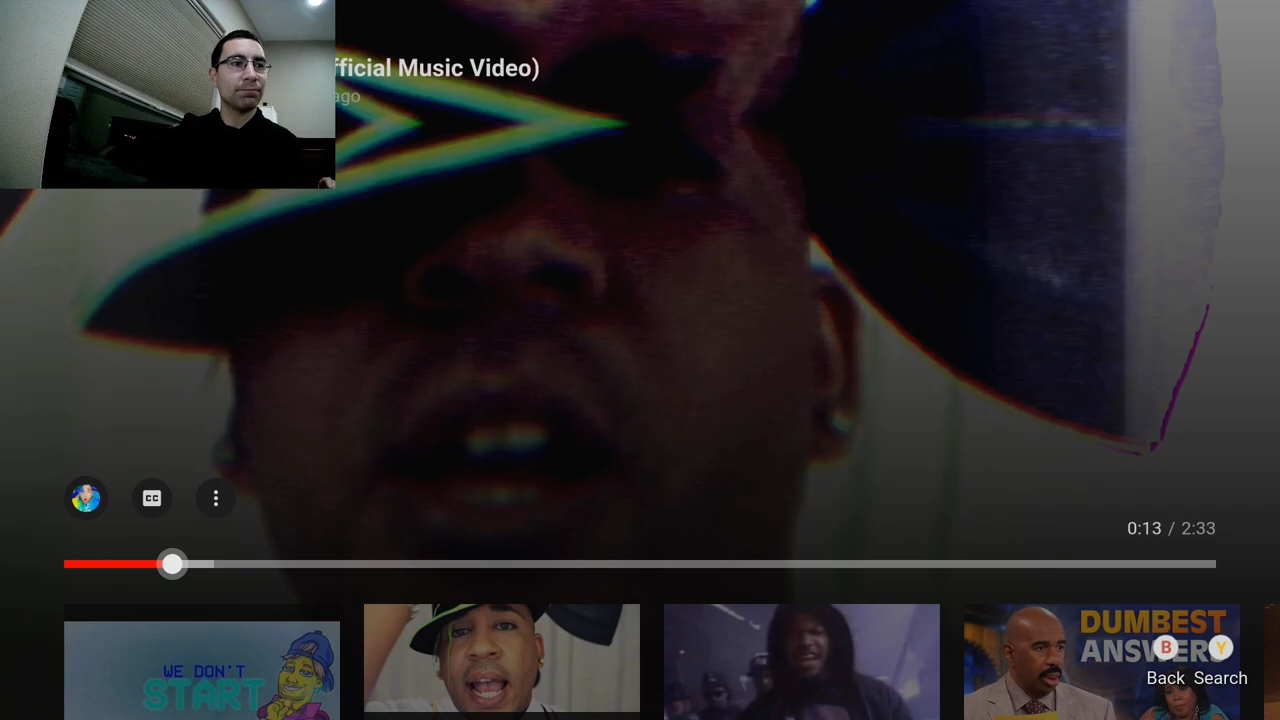 fficial Music Video)
ago
CC
0:13 / 2:33
WE DON'T
START
DUMBEST
ANSWERS
B Y
Back Search